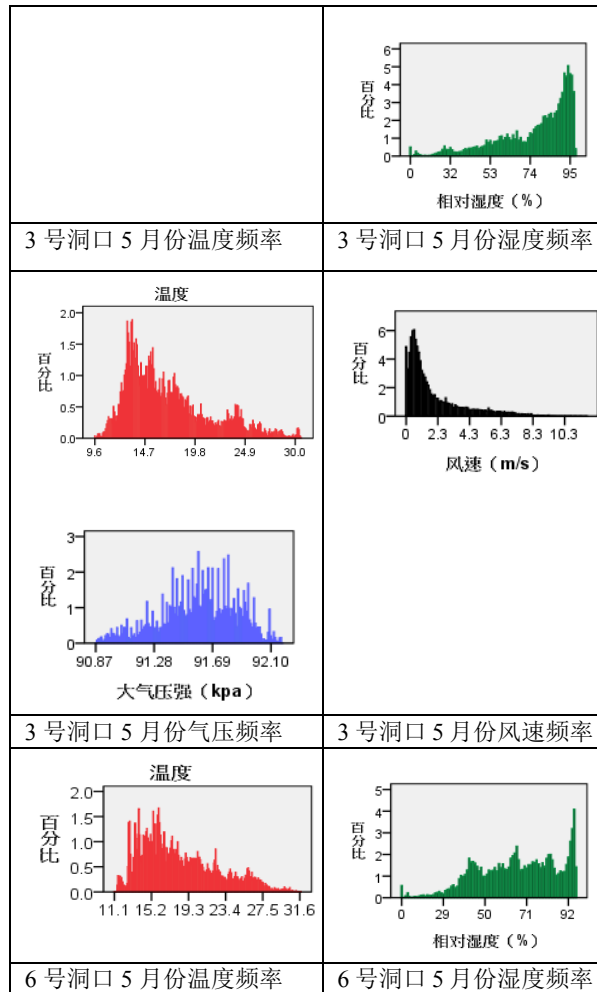 6
5
4
3
2
1
0
百分比
0 32 53 74 95
相对湿度（%）
3 号洞口 5 月份温度频率
3 号洞口 5 月份湿度频率
温度
2.0
1.5
1.0
0.5
0.0
百分比
9.6 14.7 19.8 24.9 30.0
6
4
2
0
百分比
0 2.3 4.3 6.3 8.3 10.3
风速（m/s）
3
2
1
0
百分比
90.87 91.28 91.69 92.10
大气压强（kpa）
3 号洞口 5 月份气压频率
3 号洞口 5 月份风速频率
温度
2.0
1.5
1.0
0.5
0.0
百分比
11.1 15.2 19.3 23.4 27.5 31.6
5
4
3
2
1
0
百分比
0 29 50 71 92
相对湿度（%）
6 号洞口 5 月份温度频率
6 号洞口 5 月份湿度频率